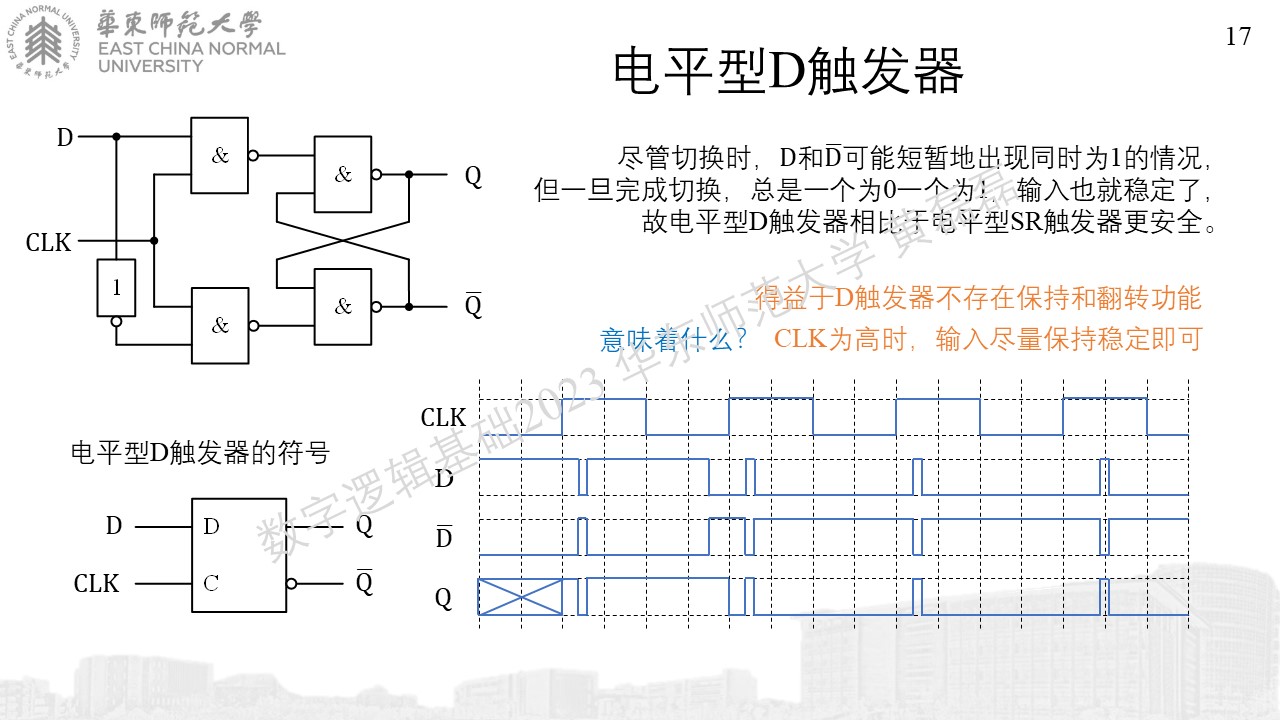 華東師范大學
EAST CHINA NORMAL
UNIVERSITY
17
电平型D触发器
尽管切换时，D和D̅可能短暂地出现同时为1的情况，
但一旦完成切换，总是一个为0一个为1，输入也就稳定了，
故电平型D触发器相比于电平型SR触发器更安全。
得益于D触发器不存在保持和翻转功能
意味着什么？ CLK为高时，输入尽量保持稳定即可
D
&
&
Q
CLK
1
&
&
Q̅
电平型D触发器的符号
D
D
Q
CLK
C
Q̅
CLK
D
D̅
Q
数字逻辑基础2023 华东师范大学 黄磊磊